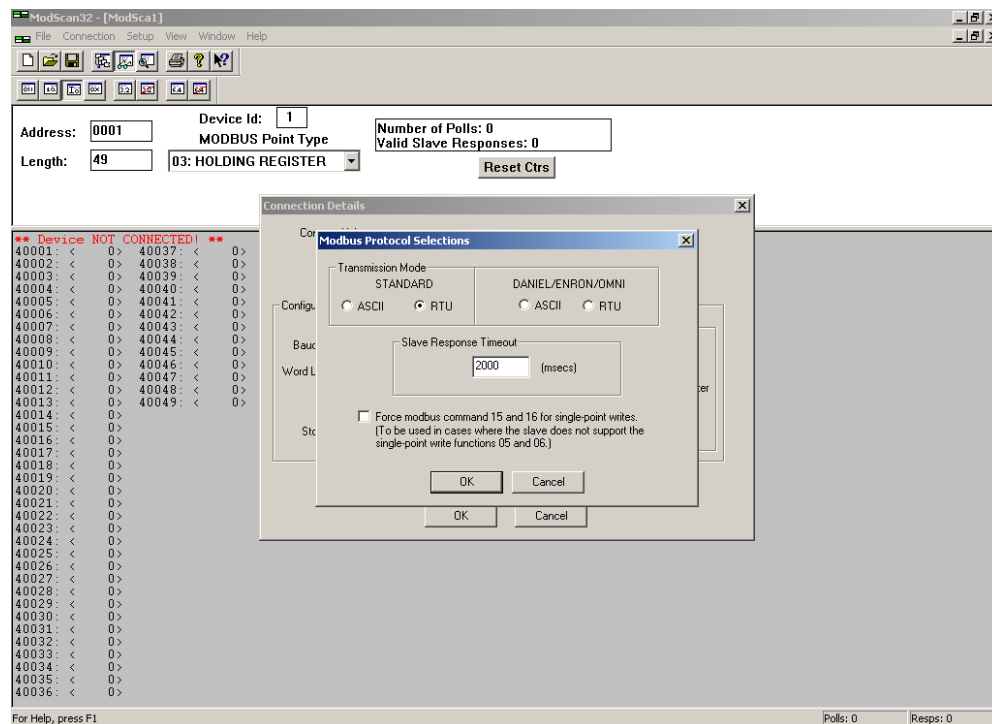 ModScan32 - [ModSca1]
File Connection Setup View Window Help
Device Id: 1
Address: 0001
MODBUS Point Type
Number of Polls: 0
Valid Slave Responses: 0
Length: 49
03: HOLDING REGISTER
Reset Ctrs
** Device NOT CONNECTED! **
40001: < 0> 40037: < 0>
40002: < 0> 40038: < 0>
40003: < 0> 40039: < 0>
40004: < 0> 40040: < 0>
40005: < 0> 40041: < 0>
40006: < 0> 40042: < 0>
40007: < 0> 40043: < 0>
40008: < 0> 40044: < 0>
40009: < 0> 40045: < 0>
40010: < 0> 40046: < 0>
40011: < 0> 40047: < 0>
40012: < 0> 40048: < 0>
40013: < 0> 40049: < 0>
40014: < 0>
40015: < 0>
40016: < 0>
40017: < 0>
40018: < 0>
40019: < 0>
40020: < 0>
40021: < 0>
40022: < 0>
40023: < 0>
40024: < 0>
40025: < 0>
40026: < 0>
40027: < 0>
40028: < 0>
40029: < 0>
40030: < 0>
40031: < 0>
40032: < 0>
40033: < 0>
40034: < 0>
40035: < 0>
40036: < 0>
Connection Details
Modbus Protocol Selections
Transmission Mode
STANDARD
DANIEL/ENRON/OMNI
ASCII RTU
ASCII RTU
Slave Response Timeout
2000 (msecs)
Force modbus command 15 and 16 for single-point writes.
(To be used in cases where the slave does not support the
single-point write functions 05 and 06.)
OK Cancel
OK Cancel
For Help, press F1
Polls: 0
Resps: 0